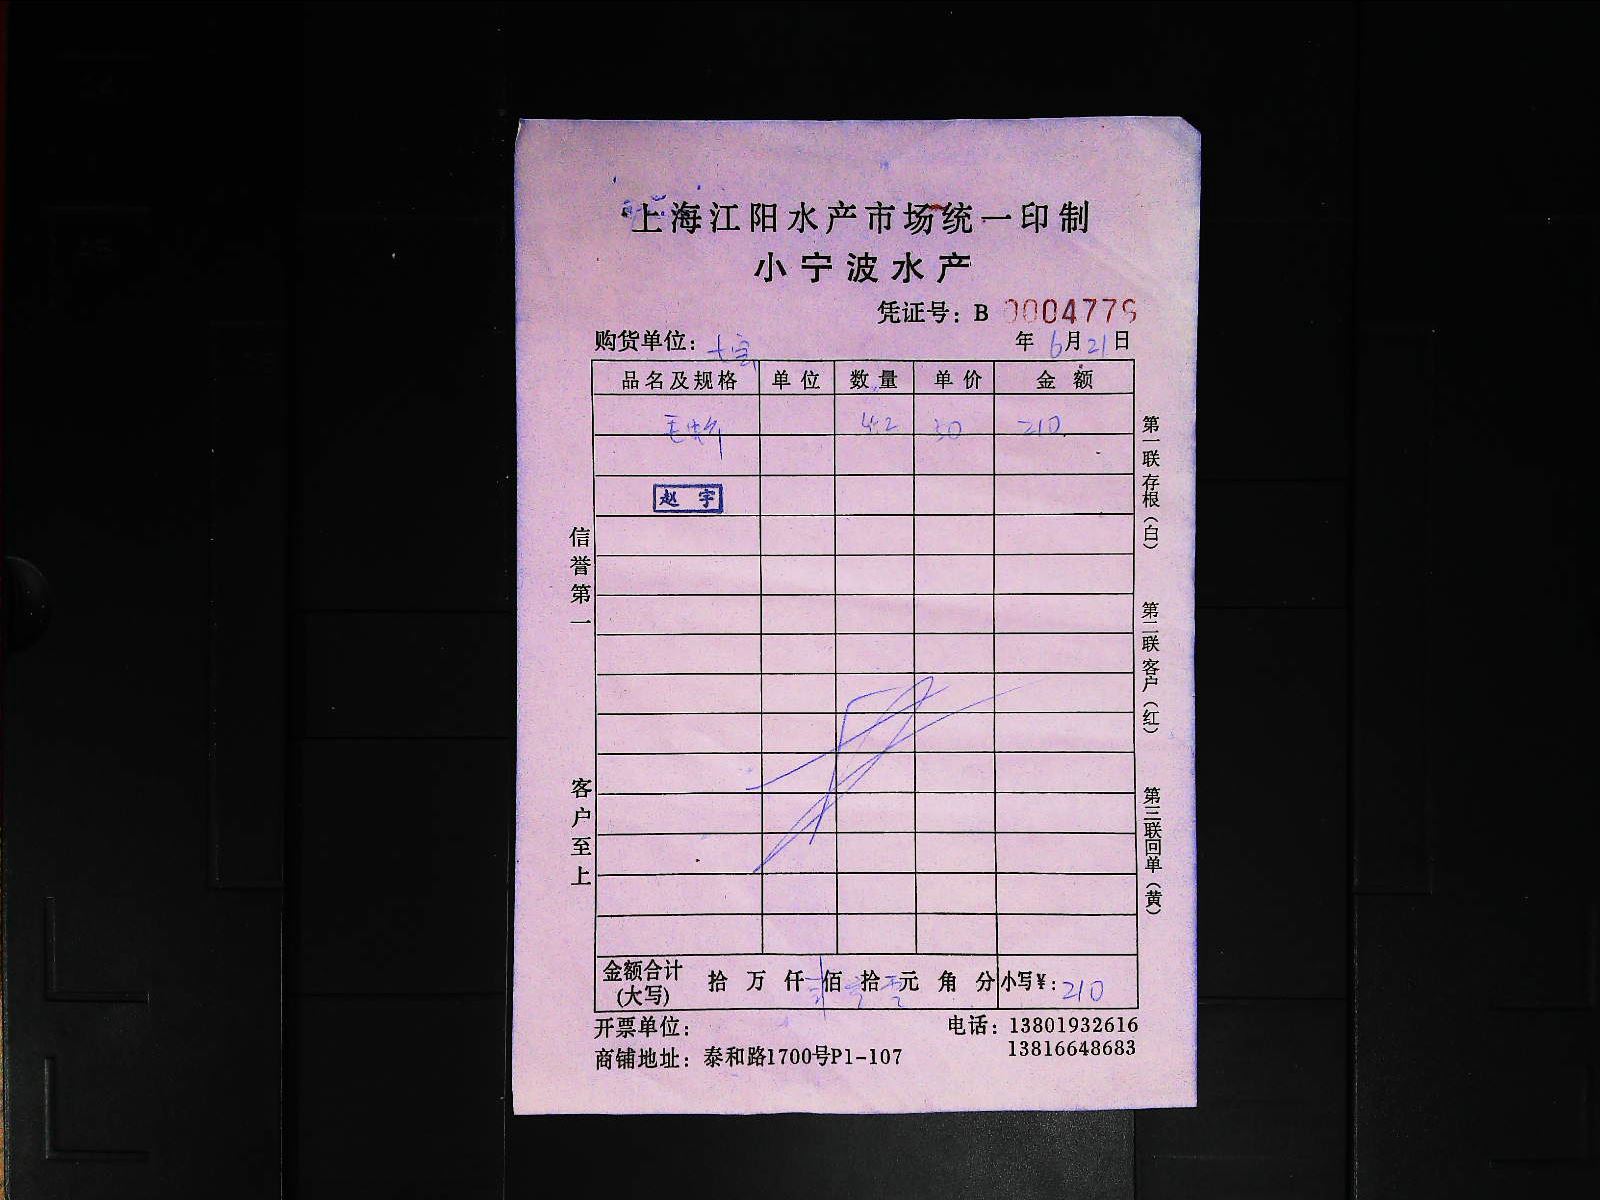 上海江阳水产市场统一印制
小宁波水产
凭证号：B 0004779
购货单位： 年 6月21日
品名及规格 单位 数量 单价 金额
4.2 50 210
赵宇
信誉第一
客户至上
第一联 存根（白）
第二联 客户（红）
第三联 回单（黄）
金额合计(大写) 拾 万 仟 佰 拾 元 角 分 小写¥：210
开票单位： 电话：13801932616
商铺地址：泰和路1700号P1-107 13816648683